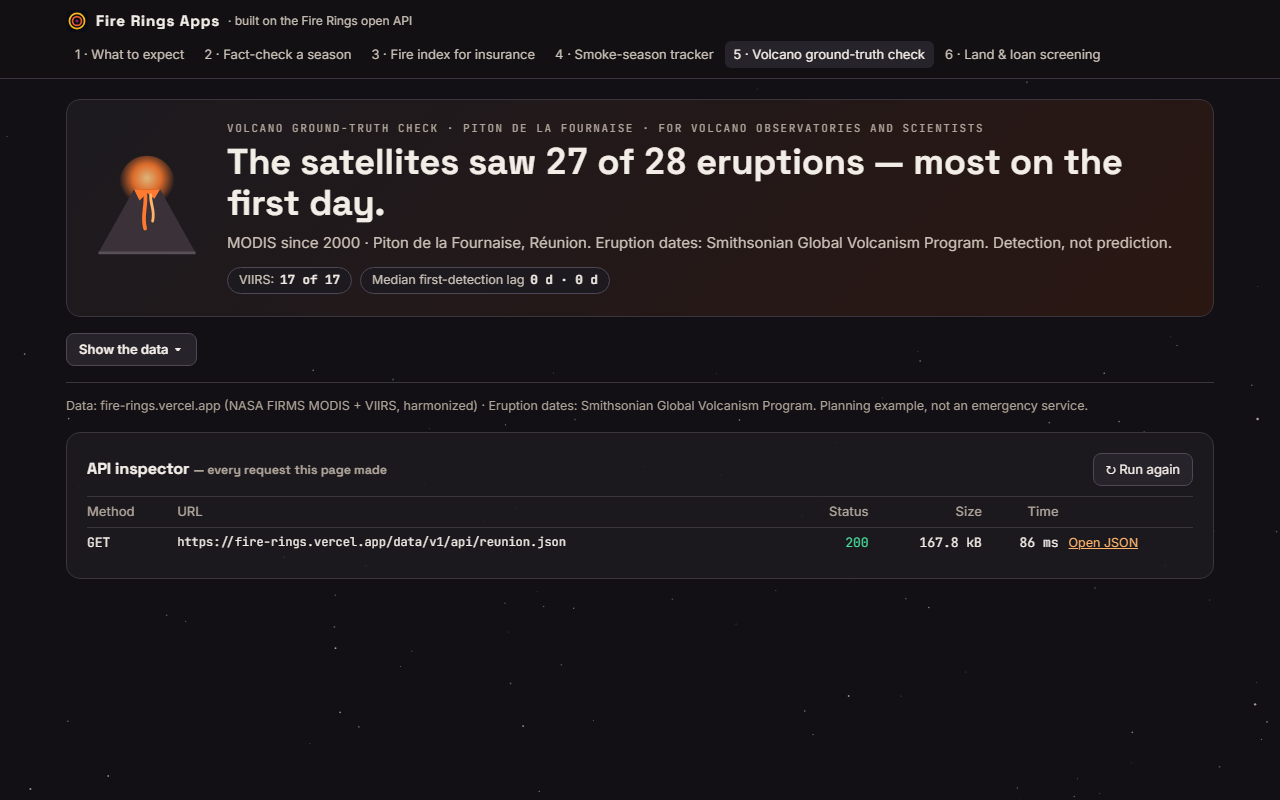 Fire Rings Apps · built on the Fire Rings open API
1 · What to expect 2 · Fact-check a season 3 · Fire index for insurance 4 · Smoke-season tracker 5 · Volcano ground-truth check 6 · Land & loan screening
VOLCANO GROUND-TRUTH CHECK · PITON DE LA FOURNAISE · FOR VOLCANO OBSERVATORIES AND SCIENTISTS
The satellites saw 27 of 28 eruptions — most on the
first day.
MODIS since 2000 · Piton de la Fournaise, Réunion. Eruption dates: Smithsonian Global Volcanism Program. Detection, not prediction.
VIIRS: 17 of 17 Median first-detection lag 0 d · 0 d
Show the data
Data: fire-rings.vercel.app (NASA FIRMS MODIS + VIIRS, harmonized) · Eruption dates: Smithsonian Global Volcanism Program. Planning example, not an emergency service.
API inspector — every request this page made ↻ Run again
Method URL Status Size Time
GET https://fire-rings.vercel.app/data/v1/api/reunion.json 200 167.8 kB 86 ms Open JSON